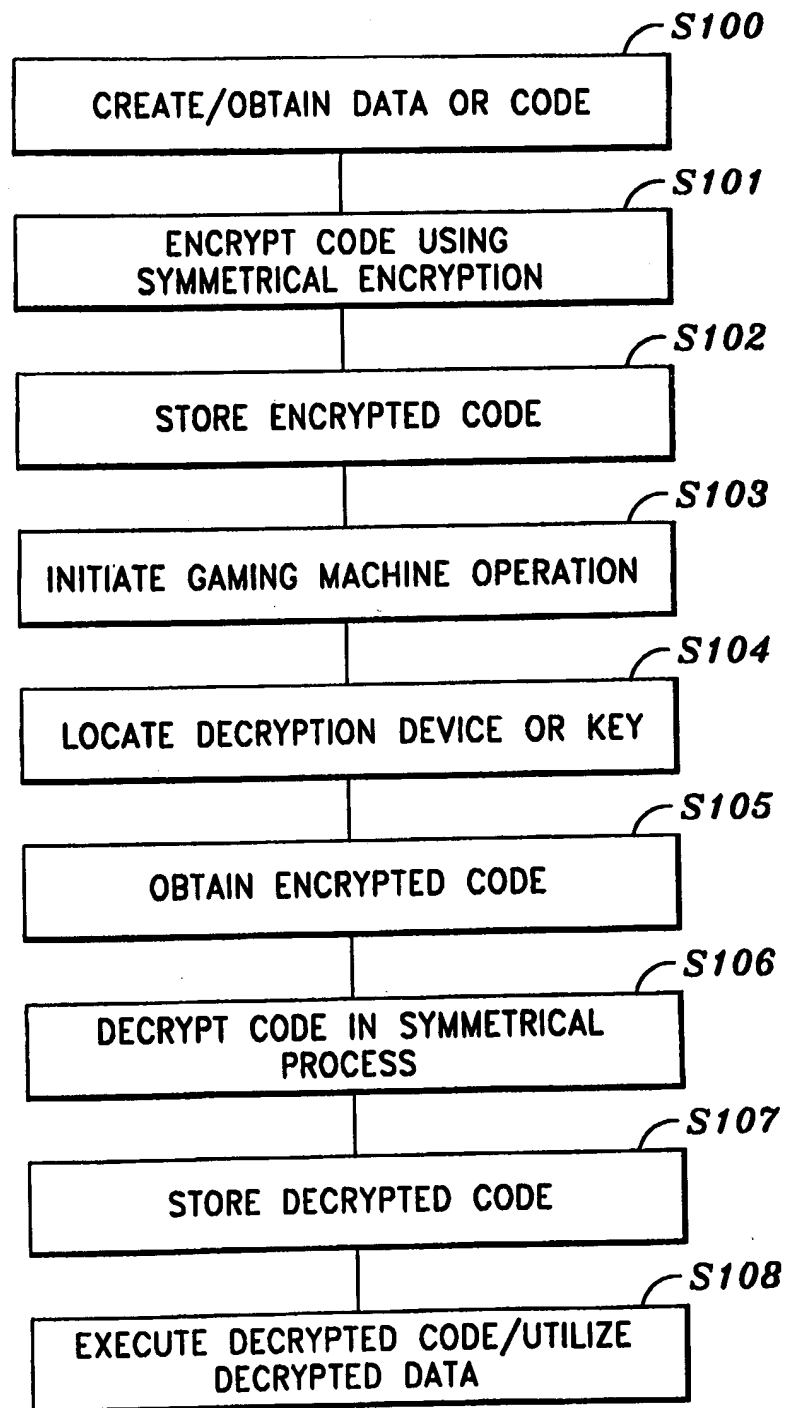 S100
CREATE/OBTAIN DATA OR CODE
S101
ENCRYPT CODE USING
SYMMETRICAL ENCRYPTION
S102
STORE ENCRYPTED CODE
S103
INITIATE GAMING MACHINE OPERATION
S104
LOCATE DECRYPTION DEVICE OR KEY
S105
OBTAIN ENCRYPTED CODE
S106
DECRYPT CODE IN SYMMETRICAL
PROCESS
S107
STORE DECRYPTED CODE
S108
EXECUTE DECRYPTED CODE/UTILIZE
DECRYPTED DATA